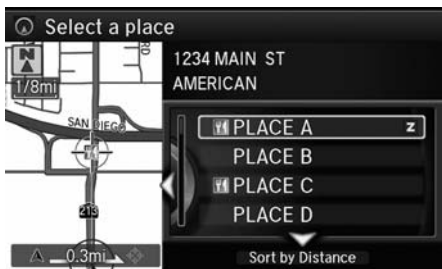 Select a place
N
RD
1/8mi
SAN DIEGO
213
0.3mi
1234 MAIN ST
AMERICAN
PLACE A Z
PLACE B
PLACE C
PLACE D
Sort by Distance